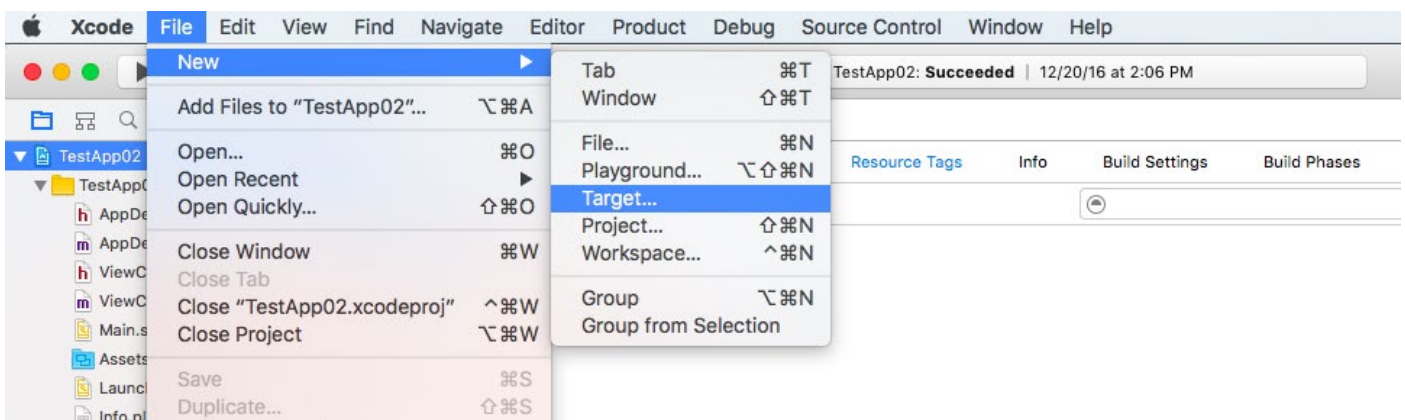 Xcode File Edit View Find Navigate Editor Product Debug Source Control Window Help
New
Tab ⌘T
TestApp02: Succeeded | 12/20/16 at 2:06 PM
Add Files to "TestApp02"... ⌥⌘A
Window ⇧⌘T
TestApp02
Open... ⌘O
File... ⌘N
Resource Tags Info Build Settings Build Phases
Open Recent
Playground... ⌥⇧⌘N
Open Quickly... ⇧⌘O
Target...
Project... ⇧⌘N
Close Window ⌘W
Workspace... ^⌘N
Close Tab
Close "TestApp02.xcodeproj" ^⌘W
Group ⌥⌘N
Close Project ⌥⌘W
Group from Selection
Save ⌘S
Duplicate... ⇧⌘S
h
m
h
m
Main.s
Assets